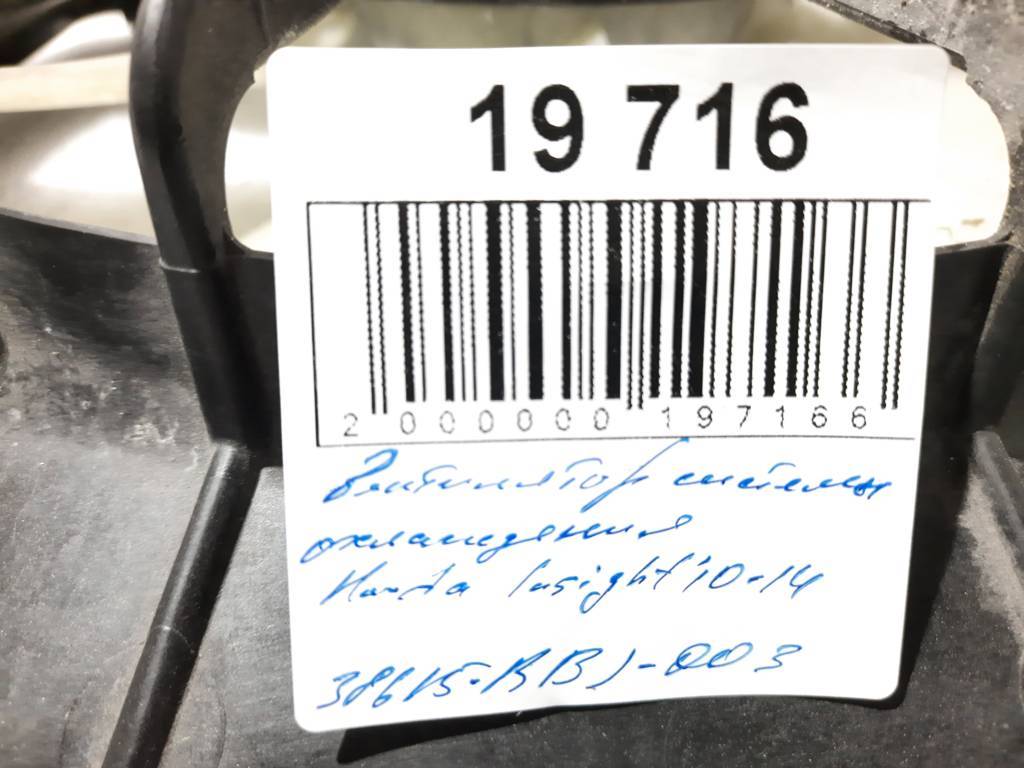 19 716
2 000000 197166
Вентилятор системы
охлаждения
Honda Insight '10-14
38615-RBJ-003